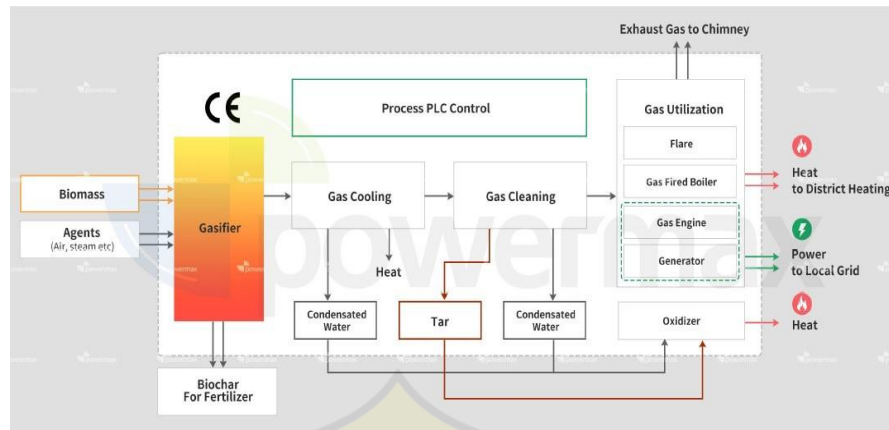 Exhaust Gas to Chimney
CE
Process PLC Control
Gas Utilization
Flare
Gas Fired Boiler
Gas Engine
Generator
Heat
to District Heating
Power
to Local Grid
Biomass
Agents
(Air, steam etc)
Gasifier
Gas Cooling
Gas Cleaning
Heat
Condensated
Water
Tar
Condensated
Water
Oxidizer
Heat
Biochar
For Fertilizer
powermax